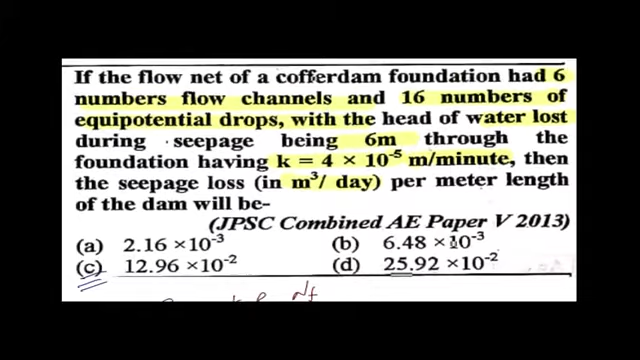 If the flow net of a cofferdam foundation had 6
numbers flow channels and 16 numbers of
equipotential drops, with the head of water lost
during seepage being 6m through the
foundation having k = 4 × 10⁻⁵ m/minute, then
the seepage loss (in m³/ day) per meter length
of the dam will be-
(JPSC Combined AE Paper V 2013)
(a) 2.16 ×10⁻³ (b) 6.48 ×10⁻³
(c) 12.96 ×10⁻² (d) 25.92 ×10⁻²
Nf